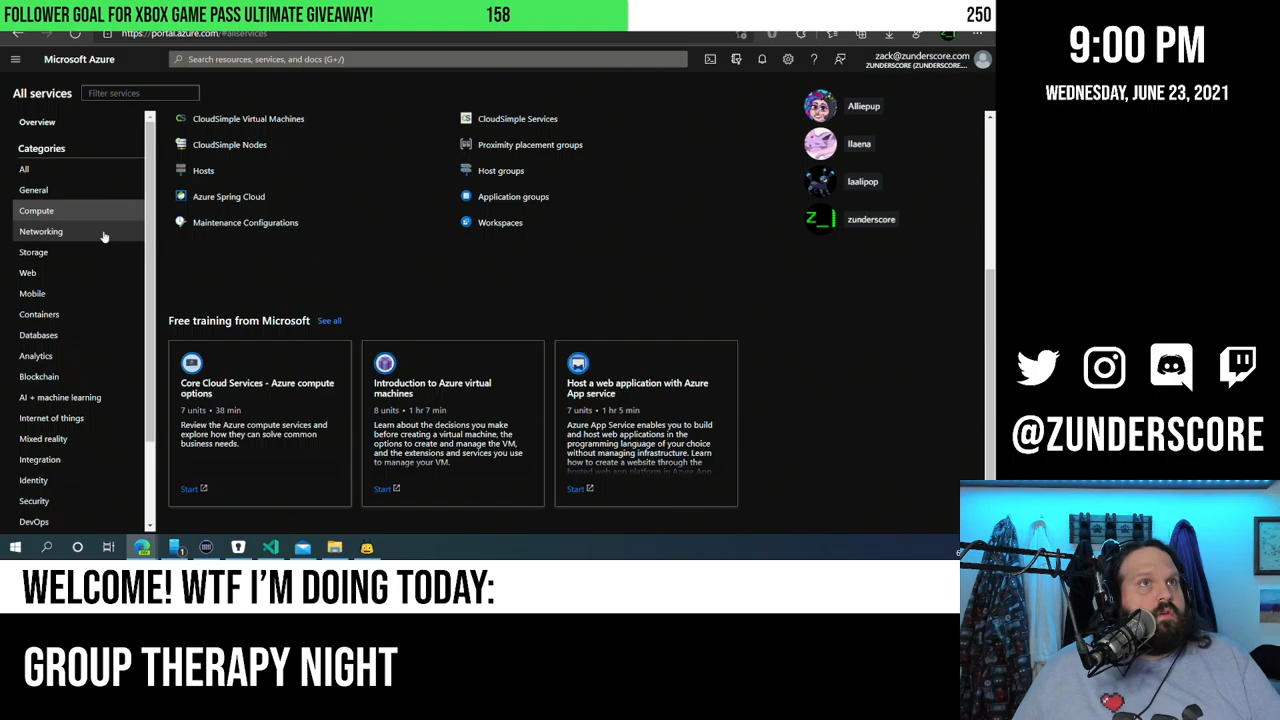 FOLLOWER GOAL FOR XBOX GAME PASS ULTIMATE GIVEAWAY!
158
250
https://portal.azure.com/#allservices
Microsoft Azure
Search resources, services, and docs (G+/)
zack@zunderscore.com
ZUNDERSCORE (ZUNDERSCORE....
All services
Filter services
Overview
Categories
All
General
Compute
Networking
Storage
Web
Mobile
Containers
Databases
Analytics
Blockchain
AI + machine learning
Internet of things
Mixed reality
Integration
Identity
Security
DevOps
CloudSimple Virtual Machines
CloudSimple Services
CloudSimple Nodes
Proximity placement groups
Hosts
Host groups
Azure Spring Cloud
Application groups
Maintenance Configurations
Workspaces
Free training from Microsoft
See all
Core Cloud Services - Azure compute
options
7 units • 38 min
Review the Azure compute services and
explore how they can solve common
business needs.
Start
Introduction to Azure virtual
machines
8 units • 1 hr 7 min
Learn about the decisions you make
before creating a virtual machine, the
options to create and manage the VM,
and the extensions and services you use
to manage your VM.
Start
Host a web application with Azure
App service
7 units • 1 hr 5 min
Azure App Service enables you to build
and host web applications in the
programming language of your choice
without managing infrastructure. Learn
how to create a website through the
hosted web app platform in Azure App
Start
Alliepup
llaena
laalipop
Z_
zunderscore
9:00 PM
WEDNESDAY, JUNE 23, 2021
@ZUNDERSCORE
WELCOME! WTF I'M DOING TODAY:
GROUP THERAPY NIGHT